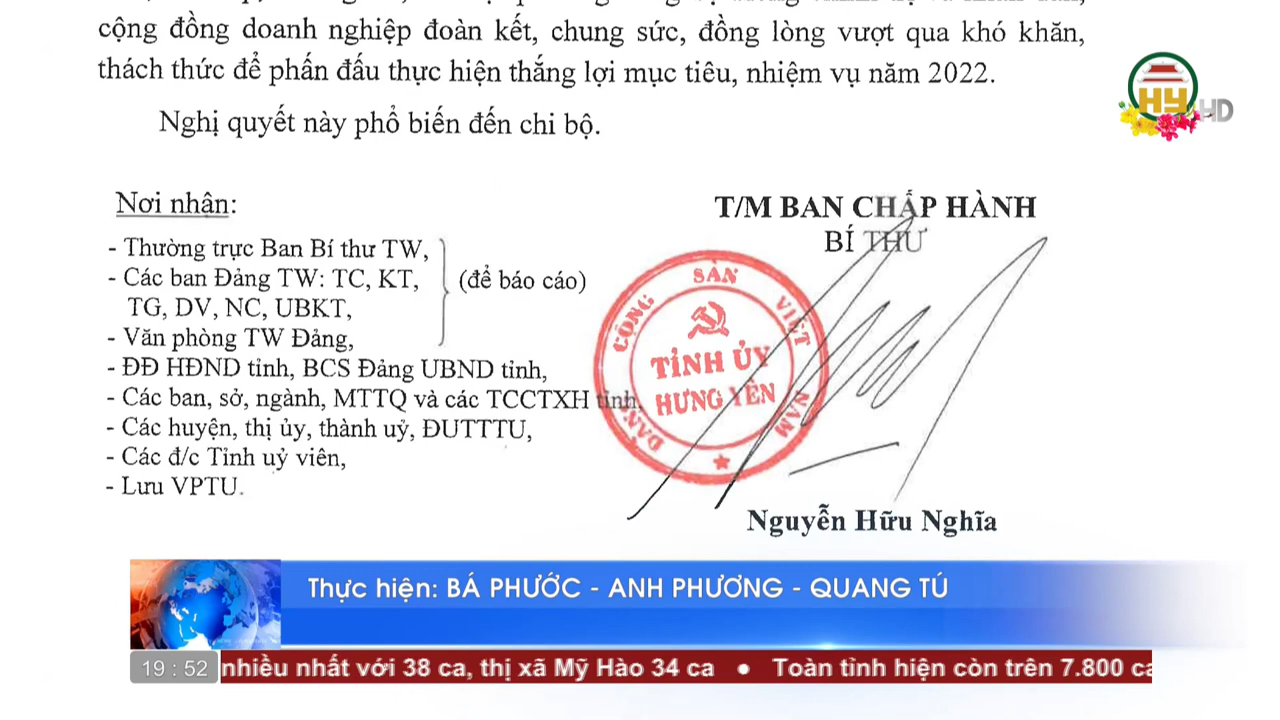 cộng đồng doanh nghiệp đoàn kết, chung sức, đồng lòng vượt qua khó khăn,
thách thức để phấn đấu thực hiện thắng lợi mục tiêu, nhiệm vụ năm 2022.
Nghị quyết này phổ biến đến chi bộ.
HY HD
Nơi nhận:
- Thường trực Ban Bí thư TW,
- Các ban Đảng TW: TC, KT,
TG, DV, NC, UBKT,
- Văn phòng TW Đảng,
(để báo cáo)
- ĐĐ HĐND tỉnh, BCS Đảng UBND tỉnh,
- Các ban, sở, ngành, MTTQ và các TCCTXH tỉnh,
- Các huyện, thị ủy, thành uỷ, ĐUTTTU,
- Các đ/c Tỉnh uỷ viên,
- Lưu VPTU.
T/M BAN CHẤP HÀNH
BÍ THƯ
ĐẢNG CỘNG SẢN VIỆT NAM
TỈNH ỦY
HƯNG YÊN
Nguyễn Hữu Nghĩa
Thực hiện: BÁ PHƯỚC - ANH PHƯƠNG - QUANG TÚ
19 : 52 nhiều nhất với 38 ca, thị xã Mỹ Hào 34 ca • Toàn tỉnh hiện còn trên 7.800 ca